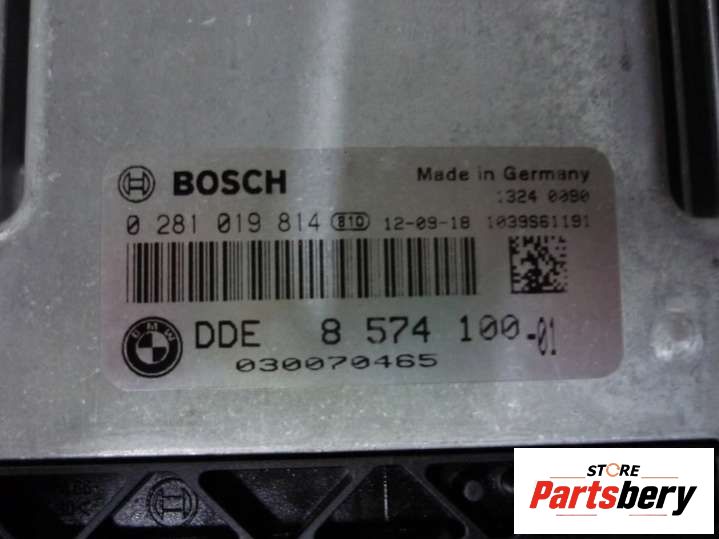 BOSCH
Made in Germany
1324 0090
0 281 019 814 810 12-09-18 1039S61191
BMW
DDE 8 574 100-01
030070465
STORE
Partsbery